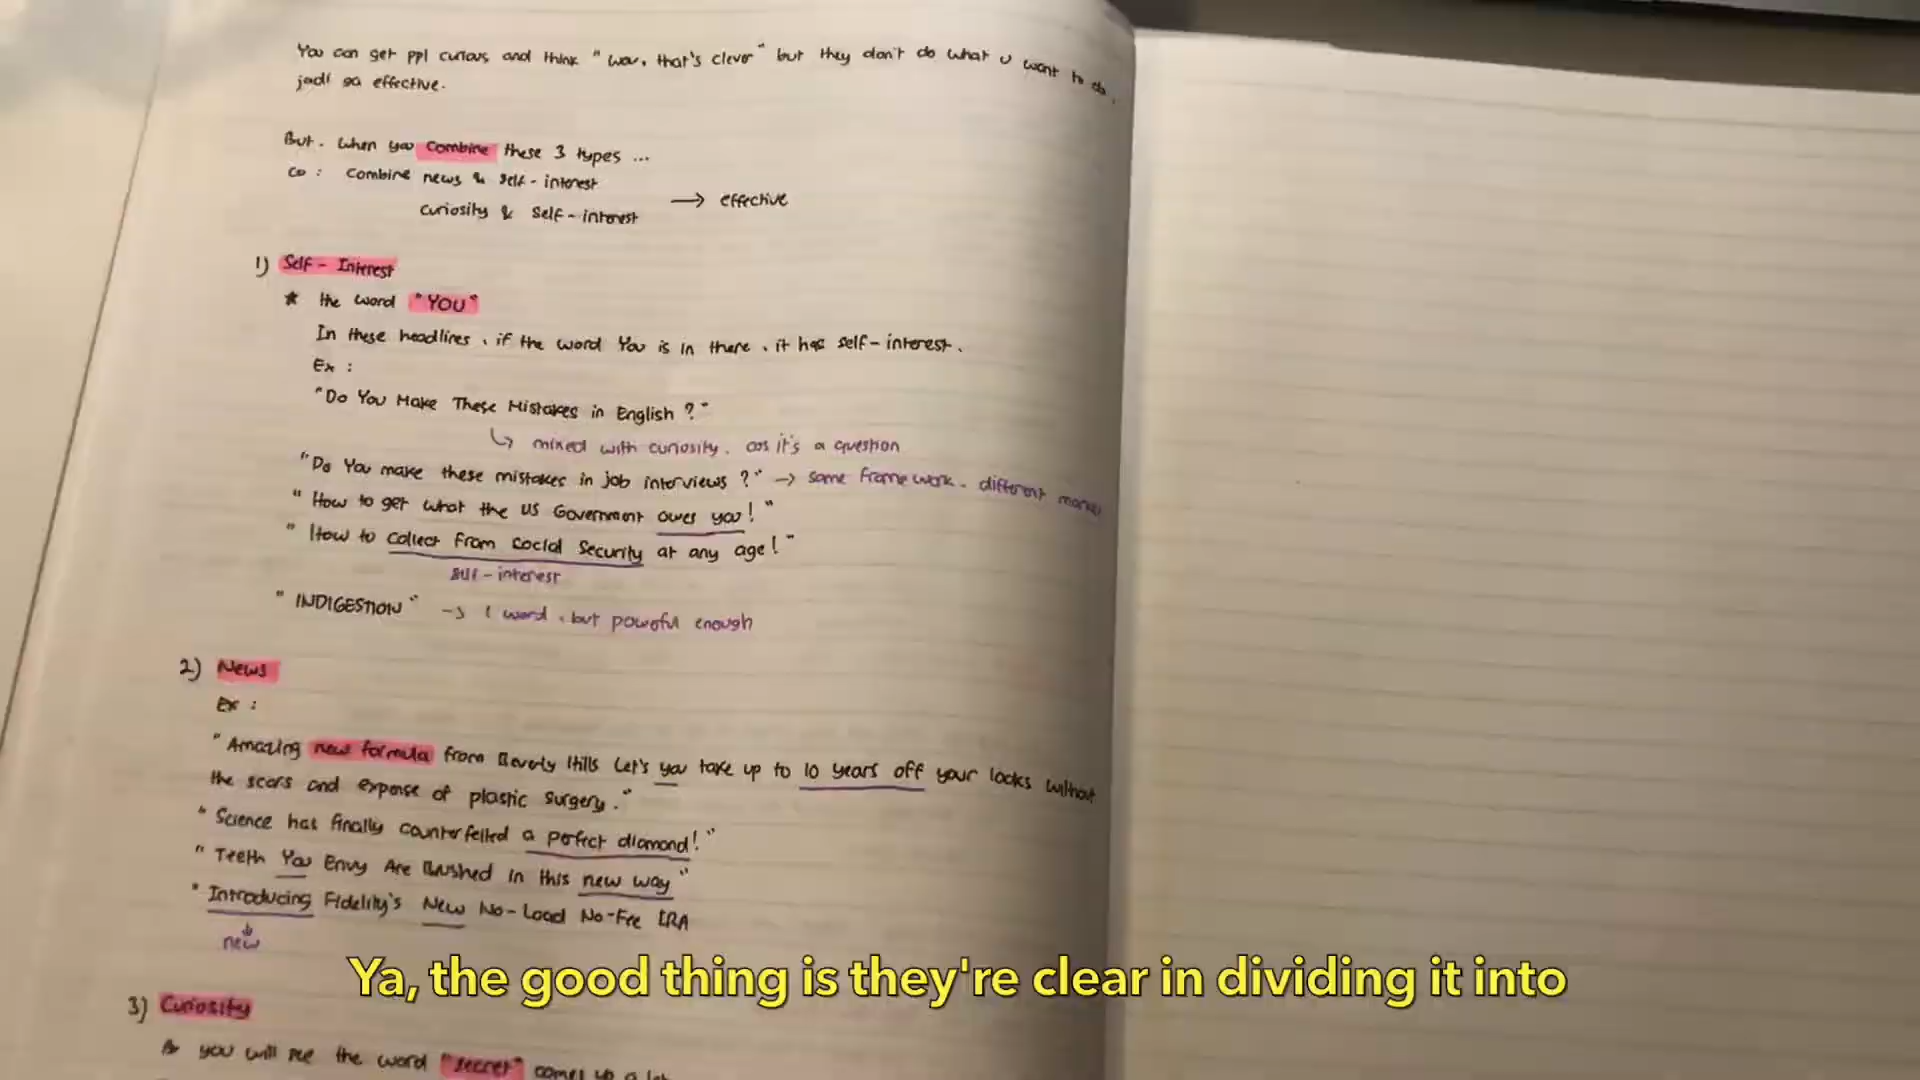 You can get ppl curious and think "wow, that's clever" but they don't do what u want to do,
jadi ga effective.
But, when you combine these 3 types ...
co : combine news & self-interest
curiosity & self-interest → effective
1) Self - Interest
★ the word "YOU"
In these headlines, if the word You is in there, it has self-interest.
Ex :
"Do You Make These Mistakes in English ?"
↳ mixed with curiosity, cos it's a question
"Do You make these mistakes in job interviews ?" → same framework, different market
"How to get what the US Government owes you!"
"How to collect from social security at any age!"
self-interest
"INDIGESTION" → 1 word, but powerful enough
2) News
Ex :
"Amazing new formula from Beverly Hills Let's you take up to 10 years off your looks without
the scars and expense of plastic surgery."
"Science has finally counterfeited a perfect diamond!"
"Teeth You Envy Are Brushed in this new way"
"Introducing Fidelity's New No-Load No-Fee IRA
new
3) Curiosity
you will see the word "secret" comes up a lot
Ya, the good thing is they're clear in dividing it into